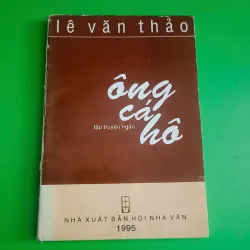 lê văn thảo
ông
cá
hô
tập truyện ngắn
NHÀ XUẤT BẢN HỘI NHÀ VĂN
1995